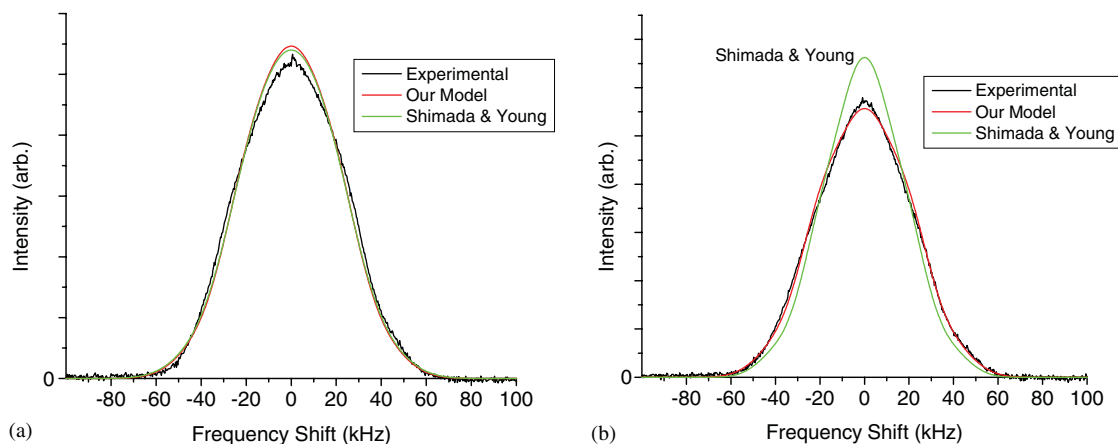 Experimental
Our Model
Shimada & Young
Intensity (arb.)
0
-80 -60 -40 -20 0 20 40 60 80 100
Frequency Shift (kHz)
(a)
Shimada & Young
Experimental
Our Model
Shimada & Young
Intensity (arb.)
0
-80 -60 -40 -20 0 20 40 60 80 100
Frequency Shift (kHz)
(b)